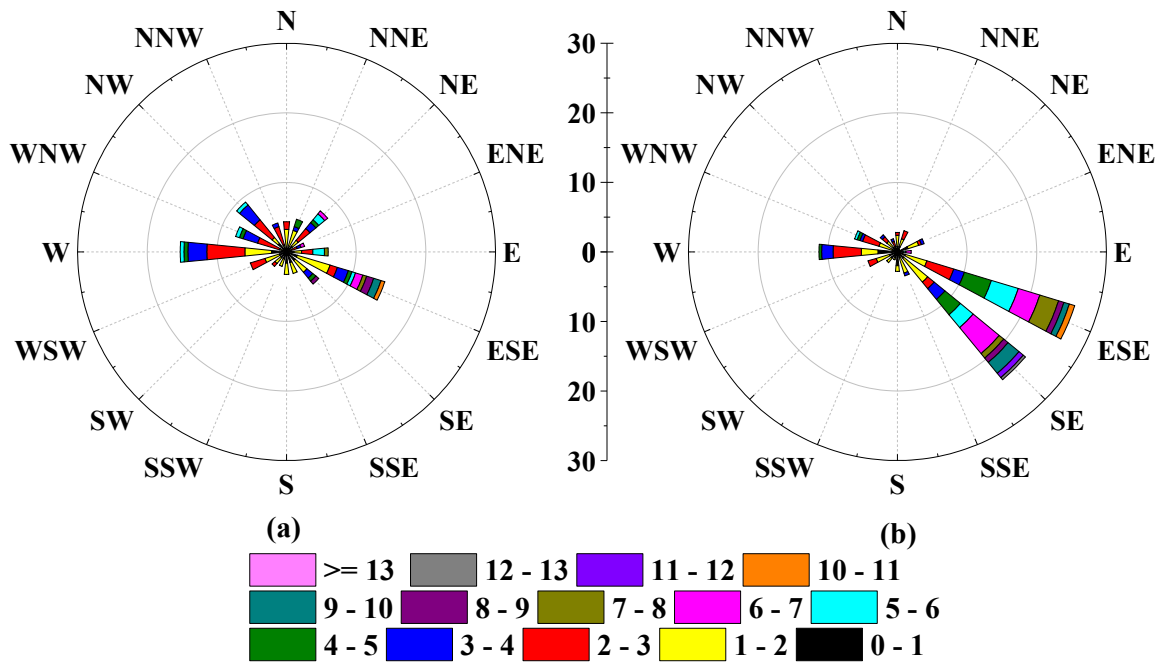 N N
NNW NNE 30 NNW NNE
NW NE NW NE
20
WNW ENE WNW ENE
10
W E 0 W E
10
WSW ESE WSW ESE
20
SW SE SW SE
SSW SSE 30 SSW SSE
S S
(a) (b)
>= 13 12 - 13 11 - 12 10 - 11
9 - 10 8 - 9 7 - 8 6 - 7 5 - 6
4 - 5 3 - 4 2 - 3 1 - 2 0 - 1